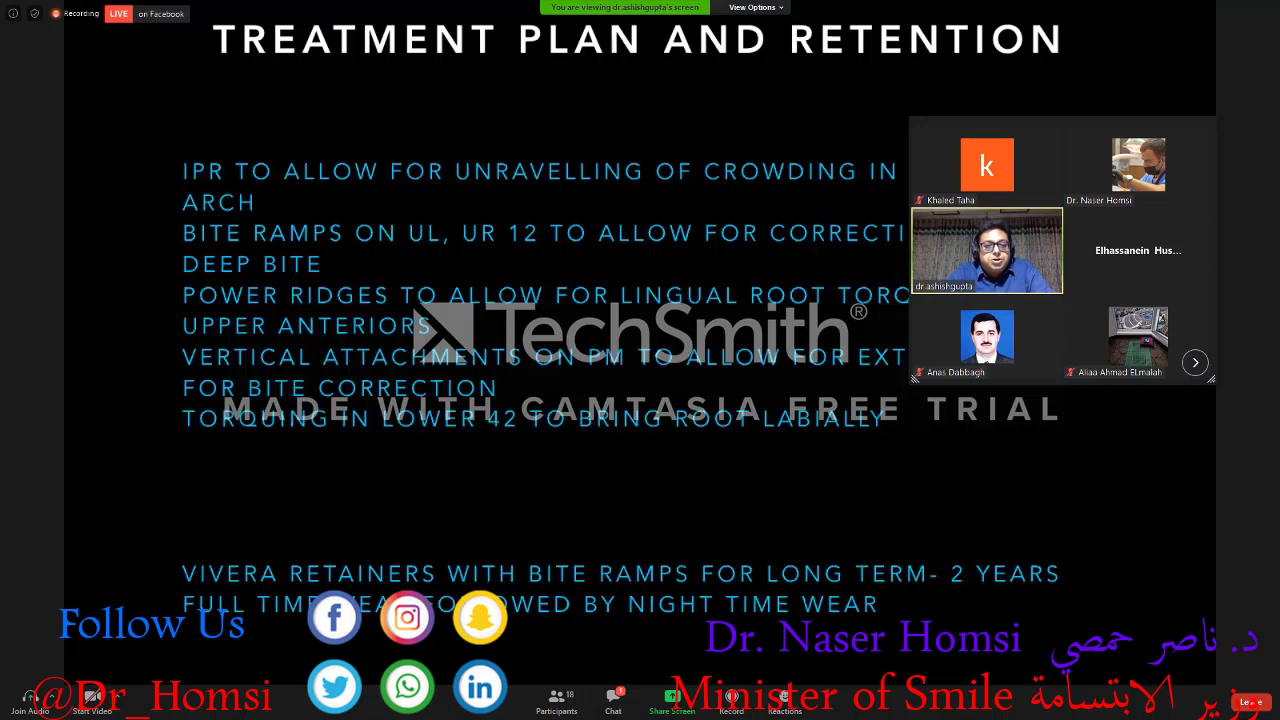 Recording
LIVE on Facebook
You are viewing dr.ashishgupta's screen
View Options
TREATMENT PLAN AND RETENTION
IPR TO ALLOW FOR UNRAVELLING OF CROWDING IN
ARCH
BITE RAMPS ON UL, UR 12 TO ALLOW FOR CORRECTI
DEEP BITE
POWER RIDGES TO ALLOW FOR LINGUAL ROOT TORQ
UPPER ANTERIORS
VERTICAL ATTACHMENTS ON PM TO ALLOW FOR EXT
FOR BITE CORRECTION
TORQUING IN LOWER 42 TO BRING ROOT LABIALLY
TechSmith®
MADE WITH CAMTASIA FREE TRIAL
k
Khaled Taha
Dr. Naser Homsi
dr.ashishgupta
Elhassanein Hus...
Anas Dabbagh
Aliaa Ahmad ELmalah
VIVERA RETAINERS WITH BITE RAMPS FOR LONG TERM- 2 YEARS
FULL TIME WEAR FOLLOWED BY NIGHT TIME WEAR
Follow Us
@Dr_Homsi
Dr. Naser Homsi د. ناصر حمصي
Minister of Smile وزير الابتسامة
Join Audio
Start Video
Participants 18
Chat 1
Share Screen
Record
Reactions
Leave